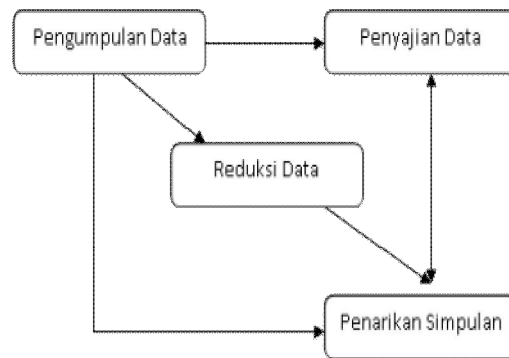 Pengumpulan Data
Penyajian Data
Reduksi Data
Penarikan Simpulan